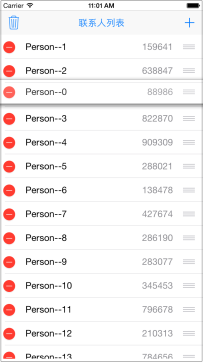 Carrier 11:01 AM
联系人列表
Person--1 159641
Person--2 638847
Person--0 88986
Person--3 822870
Person--4 909309
Person--5 288021
Person--6 138478
Person--7 427674
Person--8 286190
Person--9 283077
Person--10 345453
Person--11 796678
Person--12 210313
Person--13 784656